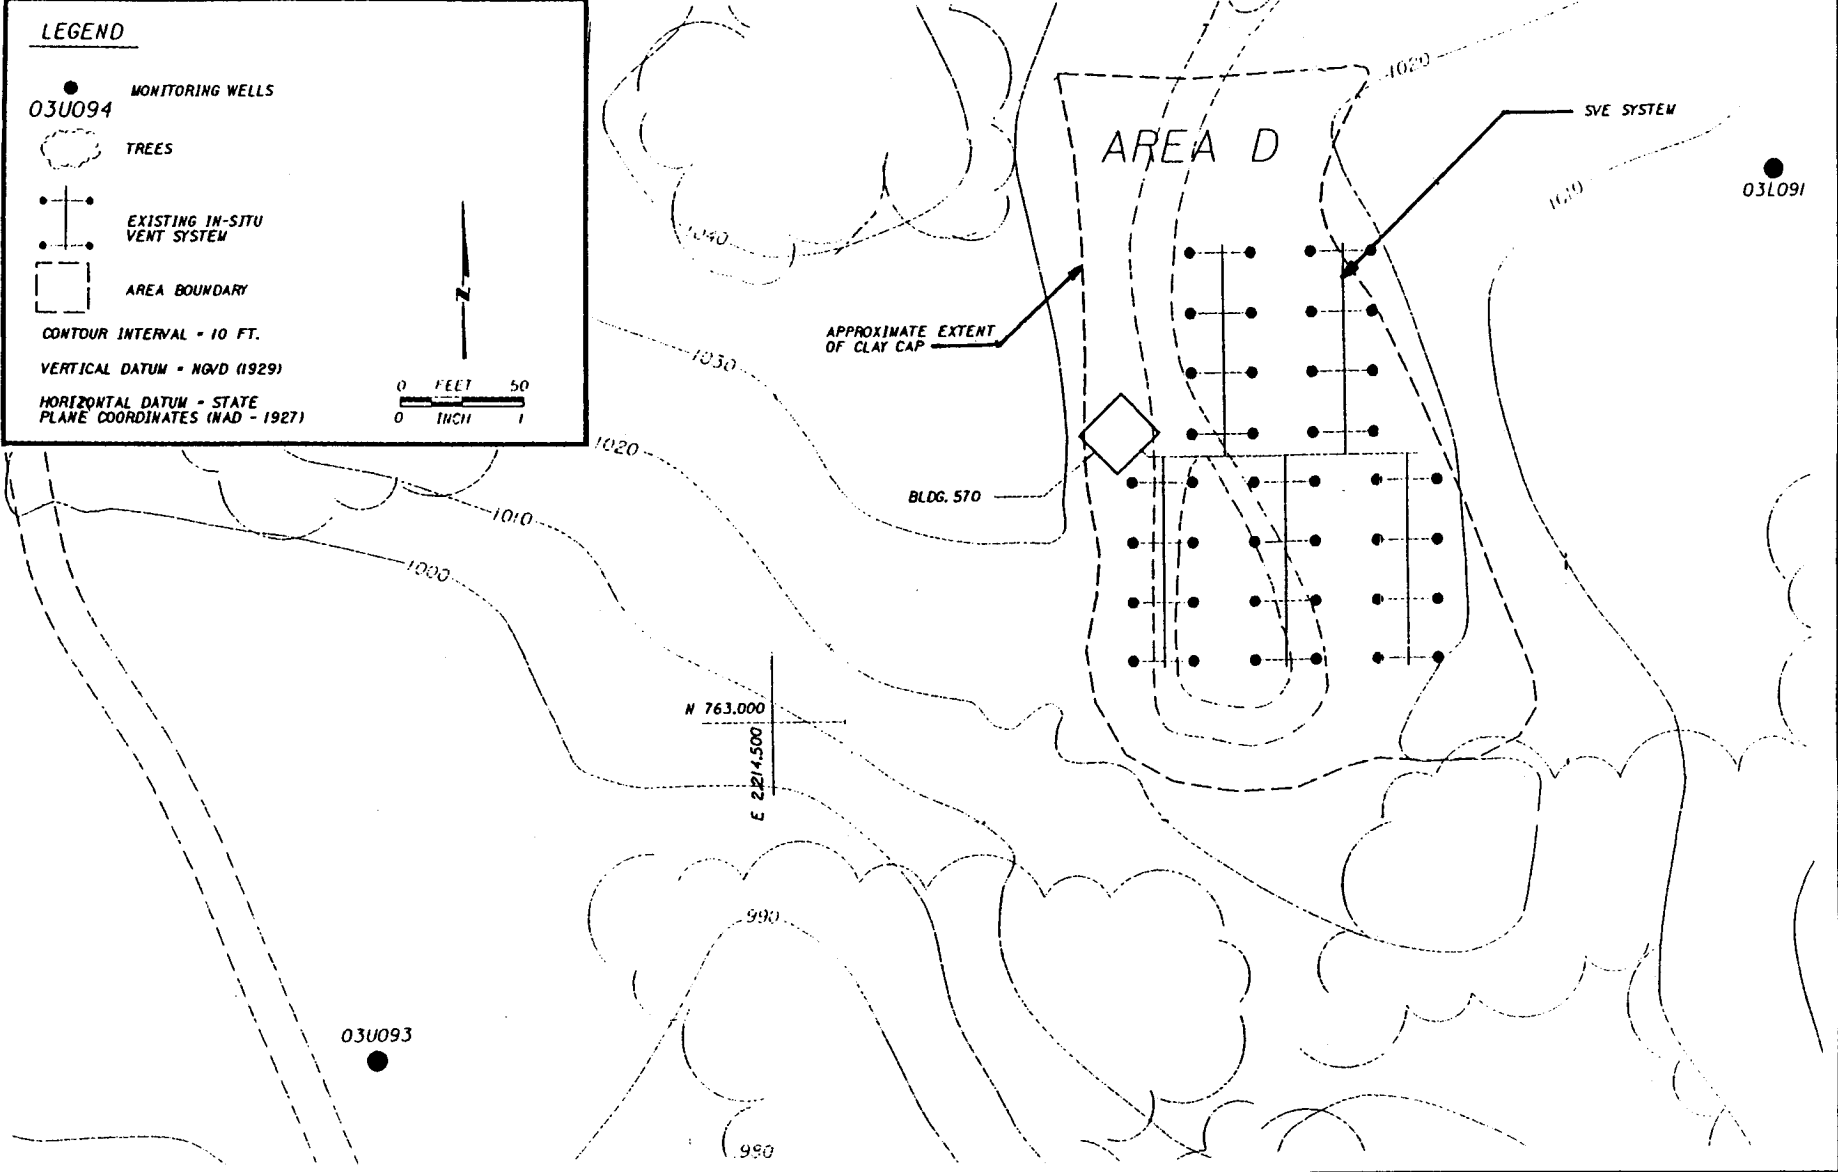 LEGEND
MONITORING WELLS
03U094
TREES
EXISTING IN-SITU
VENT SYSTEM
AREA BOUNDARY
CONTOUR INTERVAL = 10 FT.
VERTICAL DATUM = NGVD (1929)
HORIZONTAL DATUM = STATE
PLANE COORDINATES (NAD - 1927)
N
0 FEET 50
0 INCH 1
1020
SVE SYSTEM
AREA D
03L091
1040
APPROXIMATE EXTENT
OF CLAY CAP
1030
1020
BLDG. 570
1010
1000
N 763,000
E 2,214,500
990
03U093
990